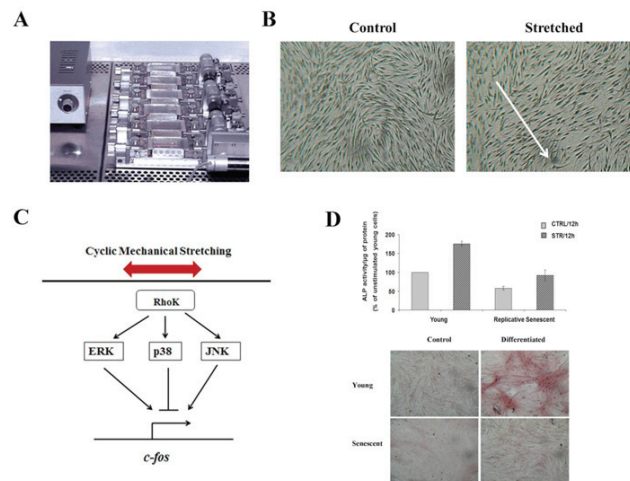 A
B
Control
Stretched
C
Cyclic Mechanical Stretching
RhoK
ERK
p38
JNK
c-fos
D
ALP activity/μg of protein
(% of unstimulated young cells)
200
150
100
50
0
CTRL/12h
STR/12h
Young
Replicative Senescent
Control
Differentiated
Young
Senescent